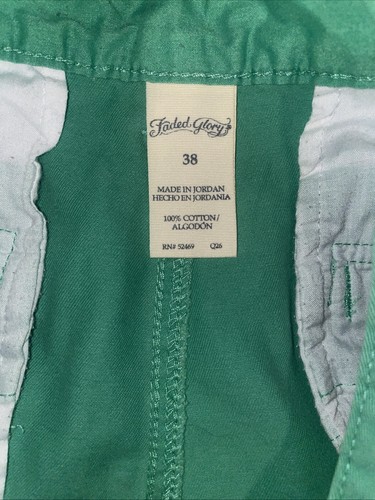 Faded Glory
38
MADE IN JORDAN
HECHO EN JORDANIA
100% COTTON/
ALGODÓN
RN# 52469 Q26